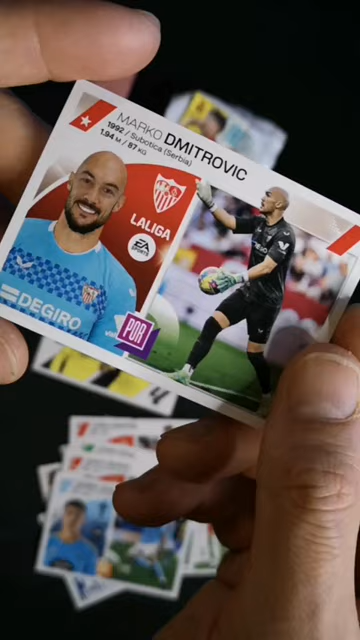 MARKO DMITROVIC
1992 / Subotica (Serbia)
1.94 M / 87 KG
LALIGA
EA
SPORTS
DEGIRO
POR